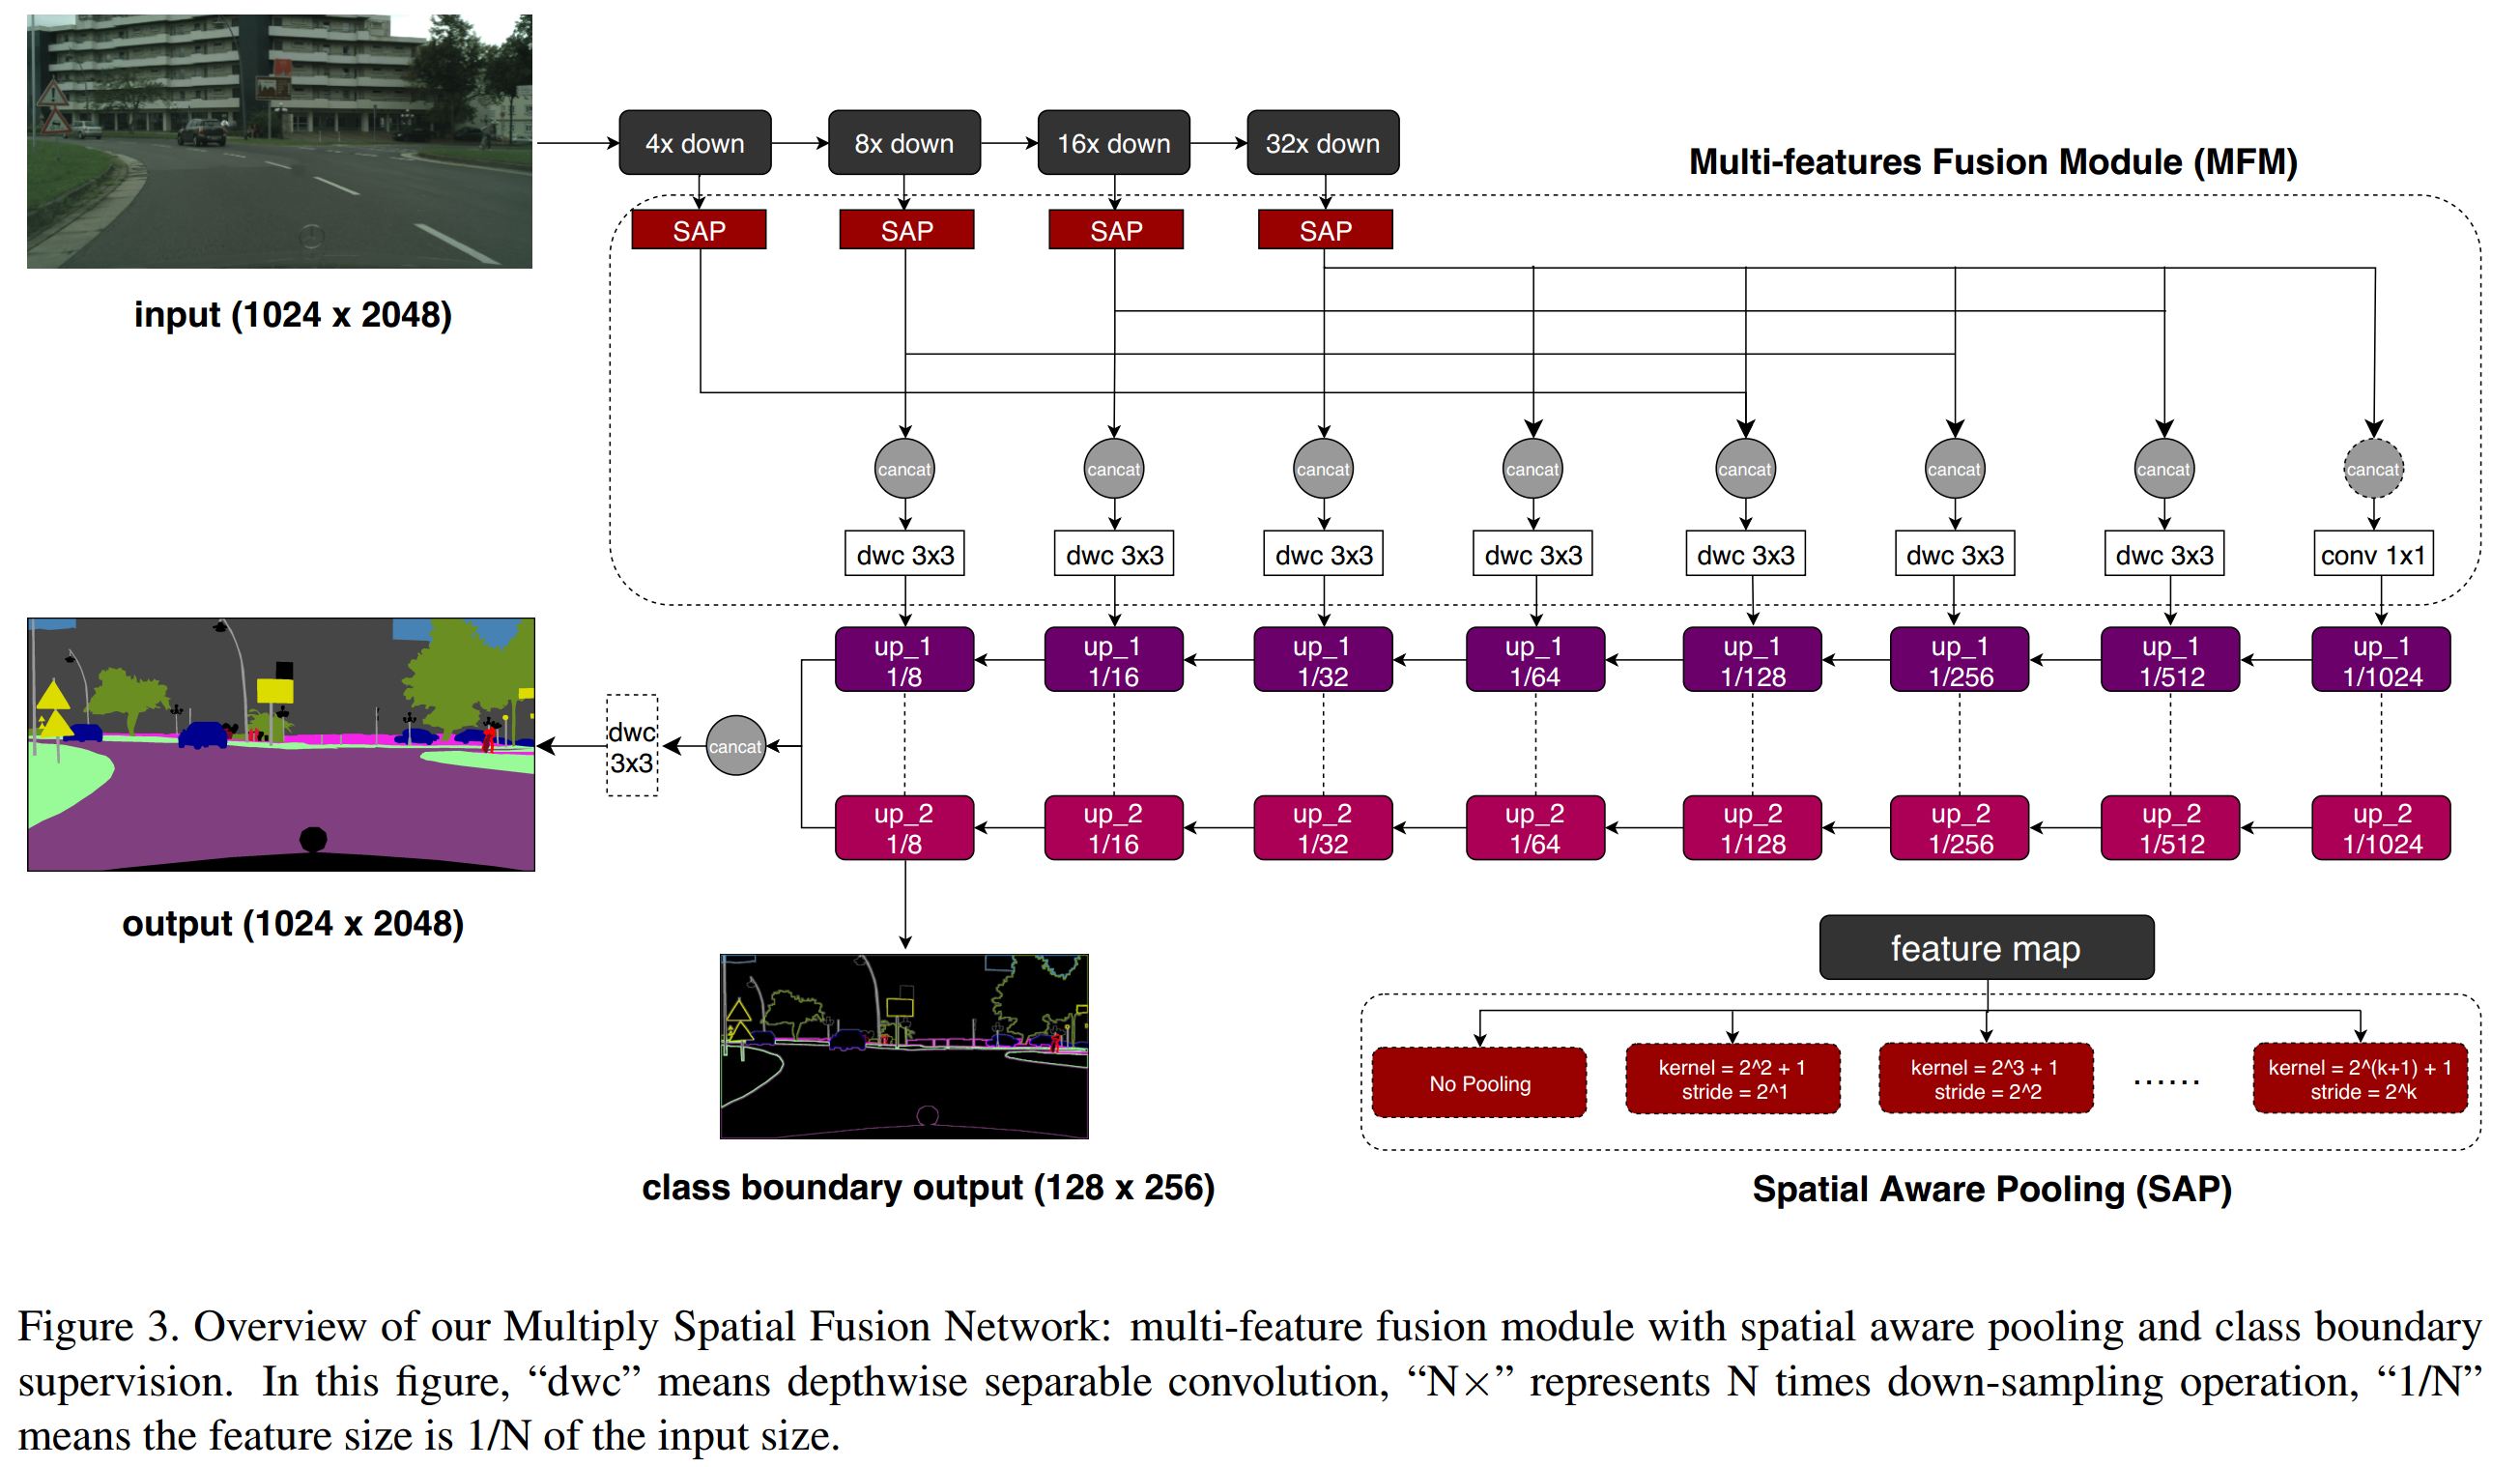 4x down
8x down
16x down
32x down
Multi-features Fusion Module (MFM)
SAP
SAP
SAP
SAP
input (1024 x 2048)
cancat
cancat
cancat
cancat
cancat
cancat
cancat
cancat
dwc 3x3
dwc 3x3
dwc 3x3
dwc 3x3
dwc 3x3
dwc 3x3
dwc 3x3
conv 1x1
up_1
1/8
up_1
1/16
up_1
1/32
up_1
1/64
up_1
1/128
up_1
1/256
up_1
1/512
up_1
1/1024
dwc
3x3
cancat
up_2
1/8
up_2
1/16
up_2
1/32
up_2
1/64
up_2
1/128
up_2
1/256
up_2
1/512
up_2
1/1024
output (1024 x 2048)
feature map
No Pooling
kernel = 2^2 + 1
stride = 2^1
kernel = 2^3 + 1
stride = 2^2
......
kernel = 2^(k+1) + 1
stride = 2^k
class boundary output (128 x 256)
Spatial Aware Pooling (SAP)
Figure 3. Overview of our Multiply Spatial Fusion Network: multi-feature fusion module with spatial aware pooling and class boundary
supervision. In this figure, “dwc” means depthwise separable convolution, “N×” represents N times down-sampling operation, “1/N”
means the feature size is 1/N of the input size.